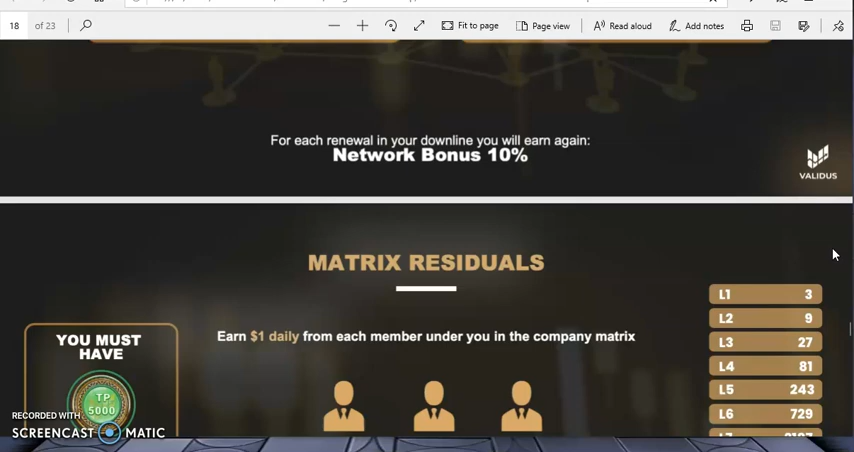 18 of 23
Fit to page
Page view
Read aloud
Add notes
For each renewal in your downline you will earn again:
Network Bonus 10%
VALIDUS
MATRIX RESIDUALS
Earn $1 daily from each member under you in the company matrix
YOU MUST
HAVE
TP
5000
L1 3
L2 9
L3 27
L4 81
L5 243
L6 729
RECORDED WITH
SCREENCAST MATIC